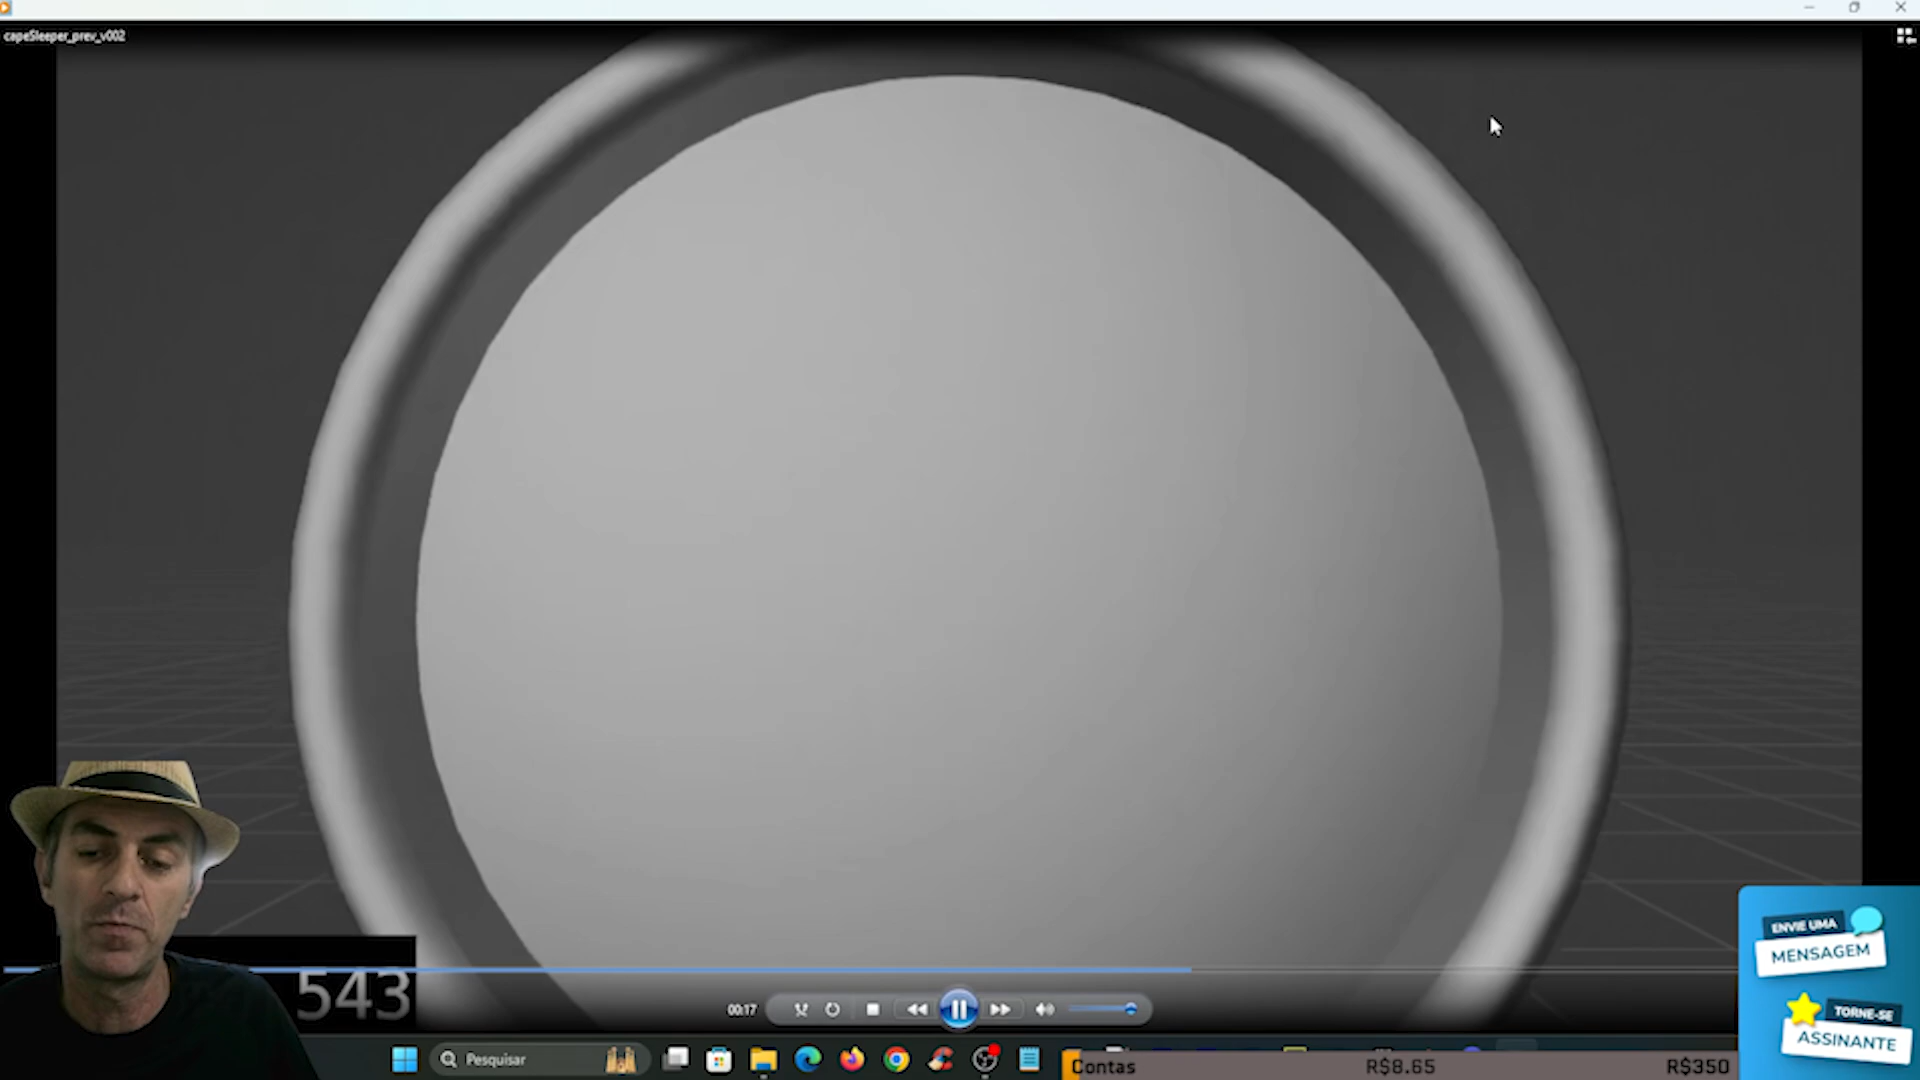 capeSleeper_prev_v002
543
00:17
Pesquisar
Contas R$8.65 R$350
ENVIE UMA
MENSAGEM
TORNE-SE
ASSINANTE